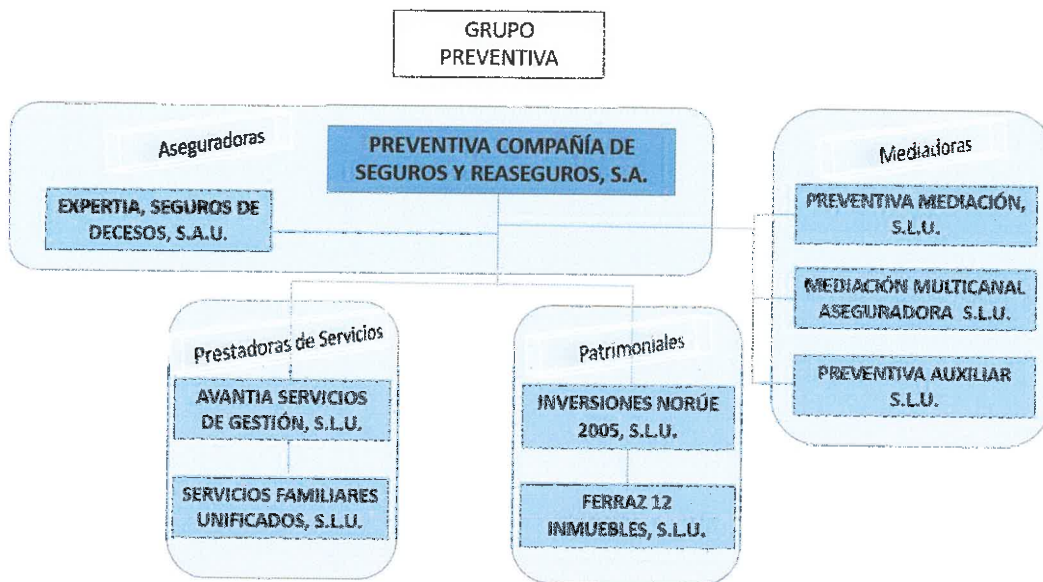 GRUPO
PREVENTIVA
Aseguradoras
PREVENTIVA COMPAÑÍA DE
SEGUROS Y REASEGUROS, S.A.
EXPERTIA, SEGUROS DE
DECESOS, S.A.U.
Mediadoras
PREVENTIVA MEDIACIÓN,
S.L.U.
MEDIACIÓN MULTICANAL
ASEGURADORA S.L.U.
PREVENTIVA AUXILIAR
S.L.U.
Prestadoras de Servicios
AVANTIA SERVICIOS
DE GESTIÓN, S.L.U.
SERVICIOS FAMILIARES
UNIFICADOS, S.L.U.
Patrimoniales
INVERSIONES NORÚE
2005, S.L.U.
FERRAZ 12
INMUEBLES, S.L.U.